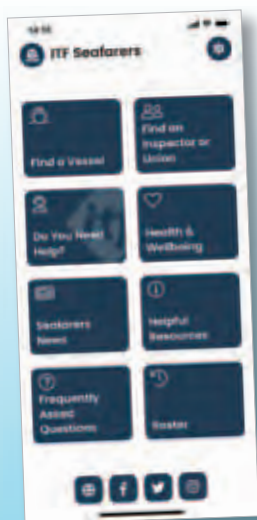 ITF Seafarers
Find a Vessel
Find an
Inspector or
Union
Do You Need
Help?
Health &
Wellbeing
Seafarers
News
Helpful
Resources
Frequently
Asked
Questions
Roster